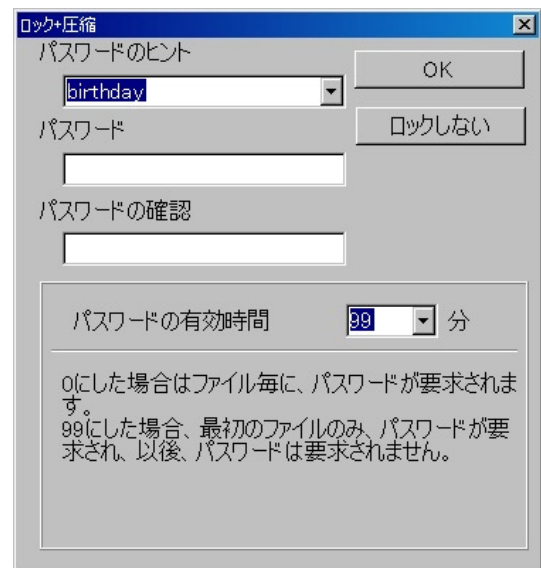 ロック+圧縮
パスワードのヒント
OK
birthday
ロックしない
パスワード
パスワードの確認
パスワードの有効時間 99 分
0にした場合はファイル毎に、パスワードが要求されま
す。
99にした場合、最初のファイルのみ、パスワードが要
求され、以後、パスワードは要求されません。